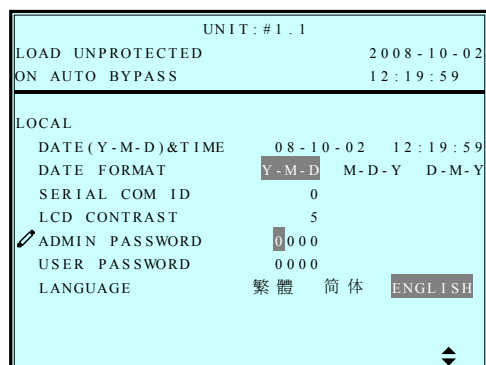 UNIT:#1.1
LOAD UNPROTECTED 2008-10-02
ON AUTO BYPASS 12:19:59
LOCAL
DATE(Y-M-D)&TIME 08-10-02 12:19:59
DATE FORMAT Y-M-D M-D-Y D-M-Y
SERIAL COM ID 0
LCD CONTRAST 5
ADMIN PASSWORD 0000
USER PASSWORD 0000
LANGUAGE 繁體 简体 ENGLISH